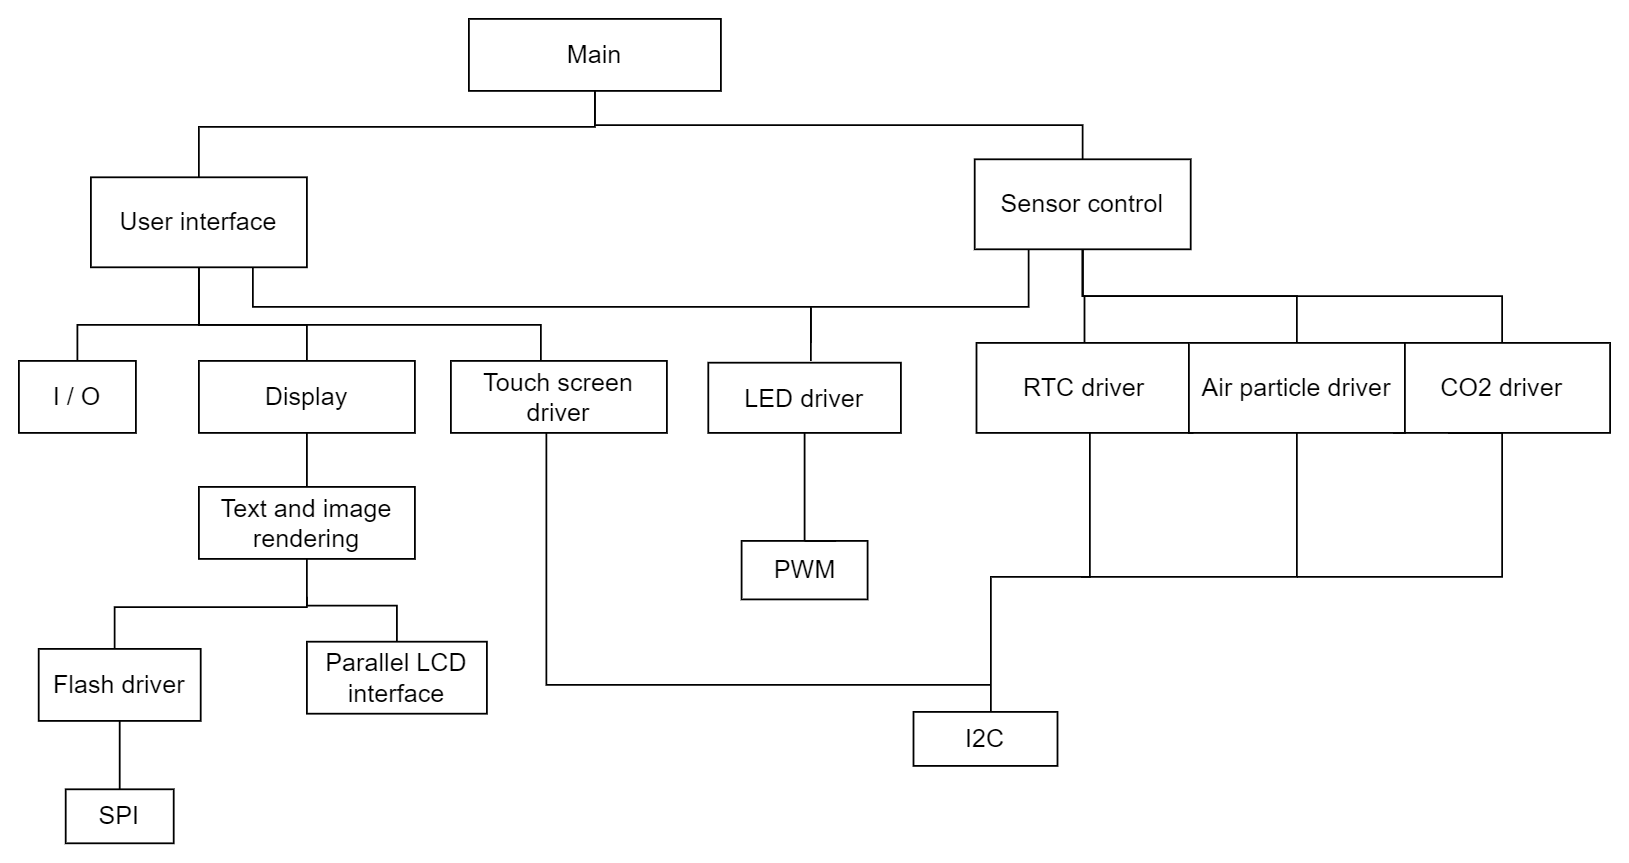 Main
User interface
Sensor control
I / O
Display
Touch screen
driver
LED driver
RTC driver
Air particle driver
CO2 driver
Text and image
rendering
PWM
Flash driver
Parallel LCD
interface
I2C
SPI